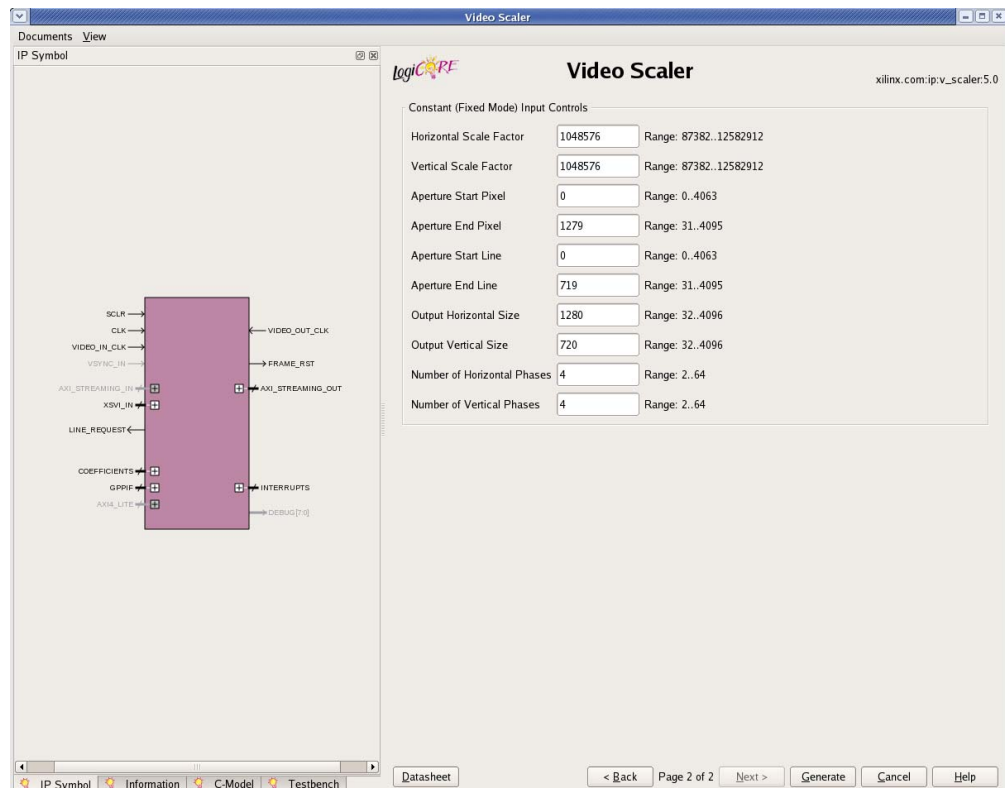 Video Scaler
Documents View
IP Symbol
SCLR
CLK
VIDEO_IN_CLK
VSYNC_IN
AXI_STREAMING_IN
XSVI_IN
LINE_REQUEST
COEFFICIENTS
GPPIF
AXI4_LITE
VIDEO_OUT_CLK
FRAME_RST
AXI_STREAMING_OUT
INTERRUPTS
DEBUG[7:0]
IP Symbol Information C-Model Testbench
logiCORE
Video Scaler
xilinx.com:ip:v_scaler:5.0
Constant (Fixed Mode) Input Controls
Horizontal Scale Factor 1048576 Range: 87382..12582912
Vertical Scale Factor 1048576 Range: 87382..12582912
Aperture Start Pixel 0 Range: 0..4063
Aperture End Pixel 1279 Range: 31..4095
Aperture Start Line 0 Range: 0..4063
Aperture End Line 719 Range: 31..4095
Output Horizontal Size 1280 Range: 32..4096
Output Vertical Size 720 Range: 32..4096
Number of Horizontal Phases 4 Range: 2..64
Number of Vertical Phases 4 Range: 2..64
Datasheet < Back Page 2 of 2 Next > Generate Cancel Help